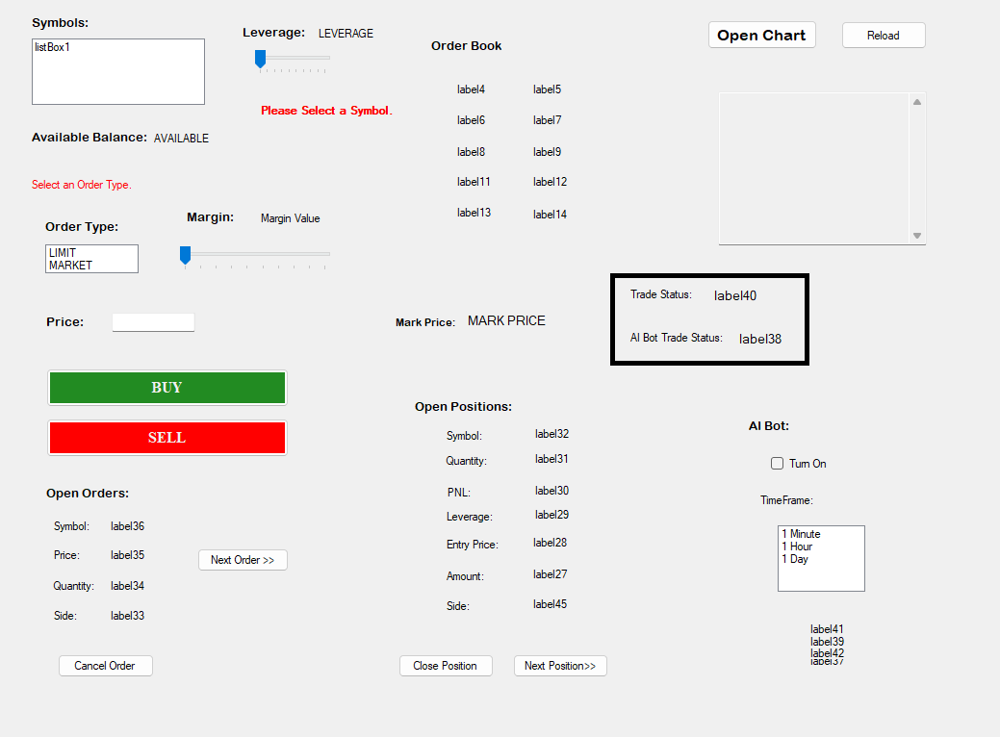 Symbols:
listBox1
Leverage: LEVERAGE
Please Select a Symbol.
Available Balance: AVAILABLE
Select an Order Type.
Order Type:
LIMIT
MARKET
Margin: Margin Value
Price:
BUY
SELL
Open Orders:
Symbol: label36
Price: label35
Quantity: label34
Side: label33
Next Order >>
Cancel Order
Order Book
label4 label5
label6 label7
label8 label9
label11 label12
label13 label14
Mark Price: MARK PRICE
Open Positions:
Symbol: label32
Quantity: label31
PNL: label30
Leverage: label29
Entry Price: label28
Amount: label27
Side: label45
Close Position
Next Position>>
Open Chart
Reload
Trade Status: label40
AI Bot Trade Status: label38
AI Bot:
Turn On
TimeFrame:
1 Minute
1 Hour
1 Day
label41
label39
label42
label37